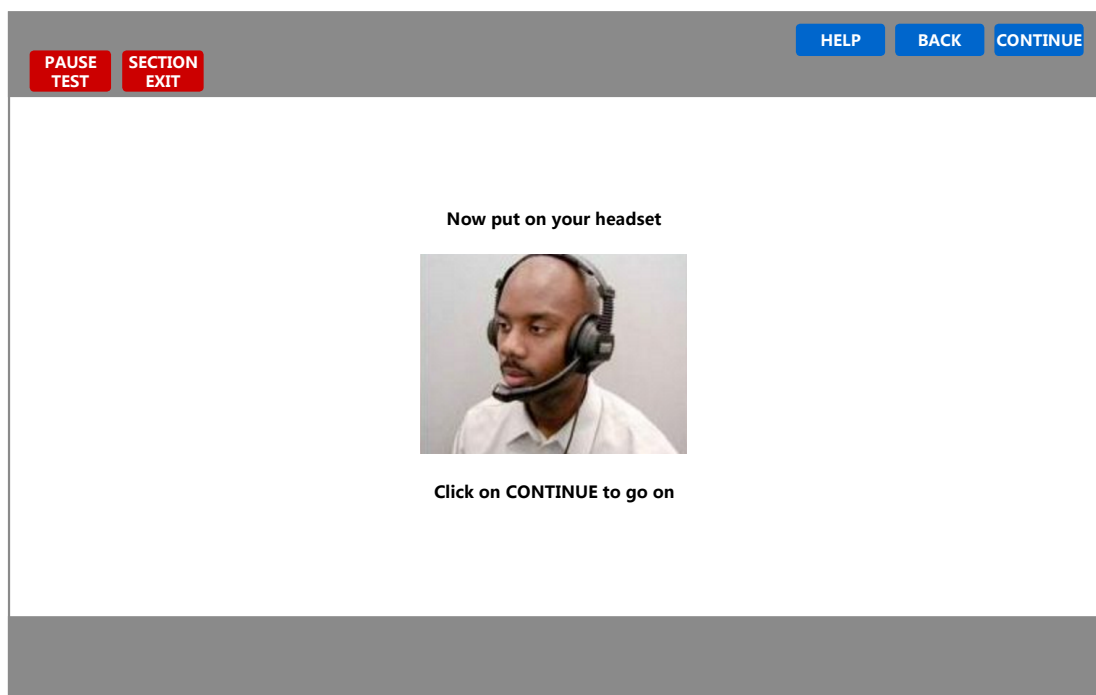 HELP
BACK
CONTINUE
PAUSE
TEST
SECTION
EXIT
Now put on your headset
Click on CONTINUE to go on